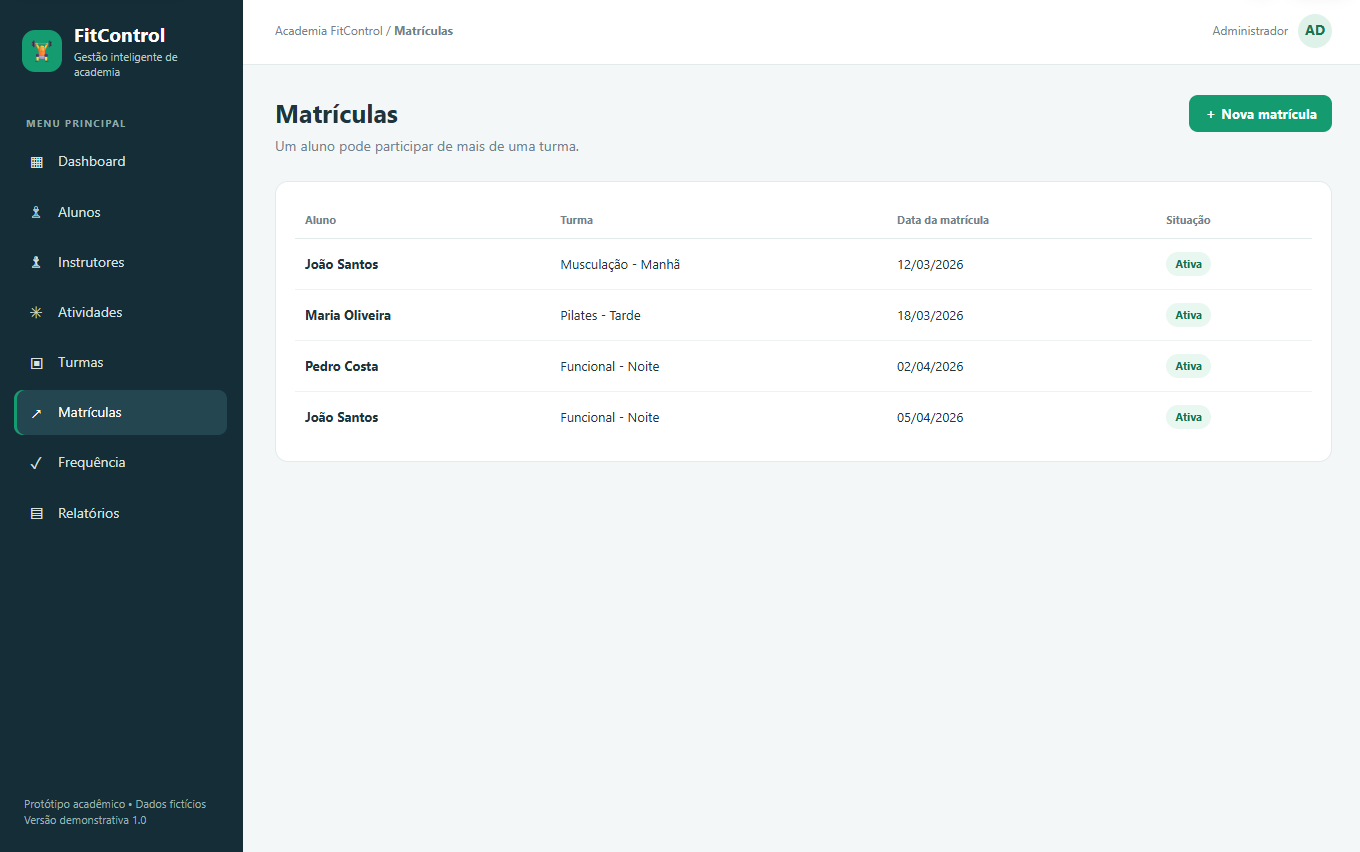 FitControl
Gestão inteligente de
academia
MENU PRINCIPAL
Dashboard
Alunos
Instrutores
Atividades
Turmas
Matrículas
Frequência
Relatórios
Protótipo acadêmico • Dados fictícios
Versão demonstrativa 1.0
Academia FitControl / Matrículas
Administrador AD
Matrículas
+ Nova matrícula
Um aluno pode participar de mais de uma turma.
Aluno Turma Data da matrícula Situação
João Santos Musculação - Manhã 12/03/2026 Ativa
Maria Oliveira Pilates - Tarde 18/03/2026 Ativa
Pedro Costa Funcional - Noite 02/04/2026 Ativa
João Santos Funcional - Noite 05/04/2026 Ativa